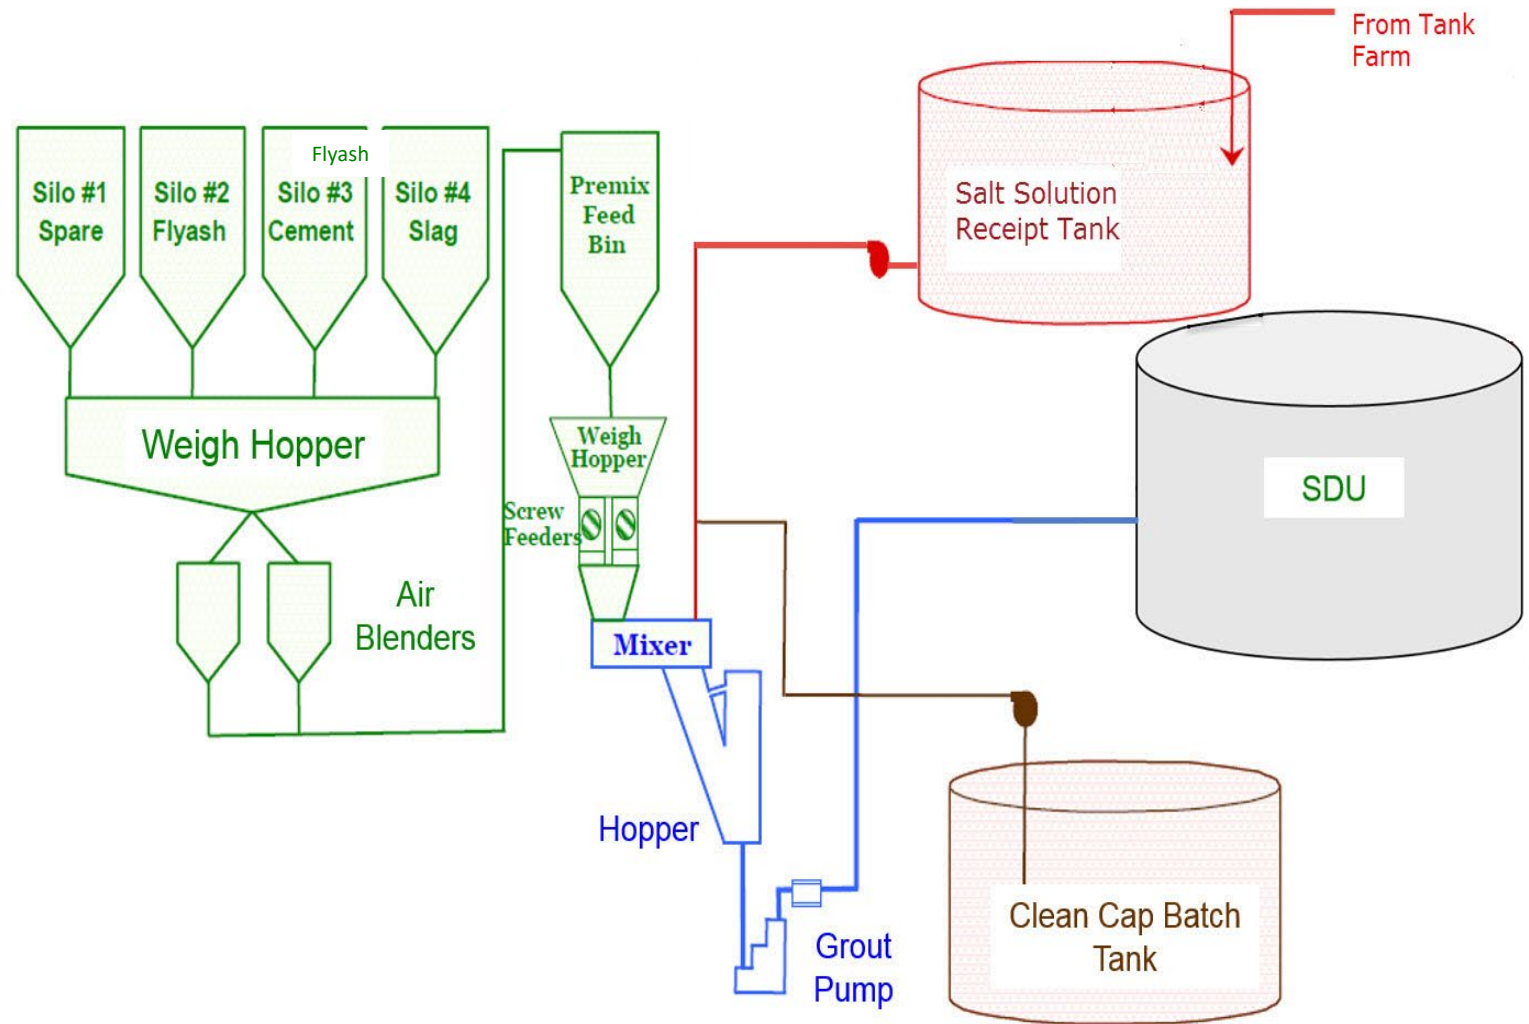 From Tank
Farm
Flyash
Silo #1
Spare
Silo #2
Flyash
Silo #3
Cement
Silo #4
Slag
Premix
Feed
Bin
Salt Solution
Receipt Tank
Weigh Hopper
Weigh
Hopper
Screw
Feeders
SDU
Air
Blenders
Mixer
Hopper
Grout
Pump
Clean Cap Batch
Tank